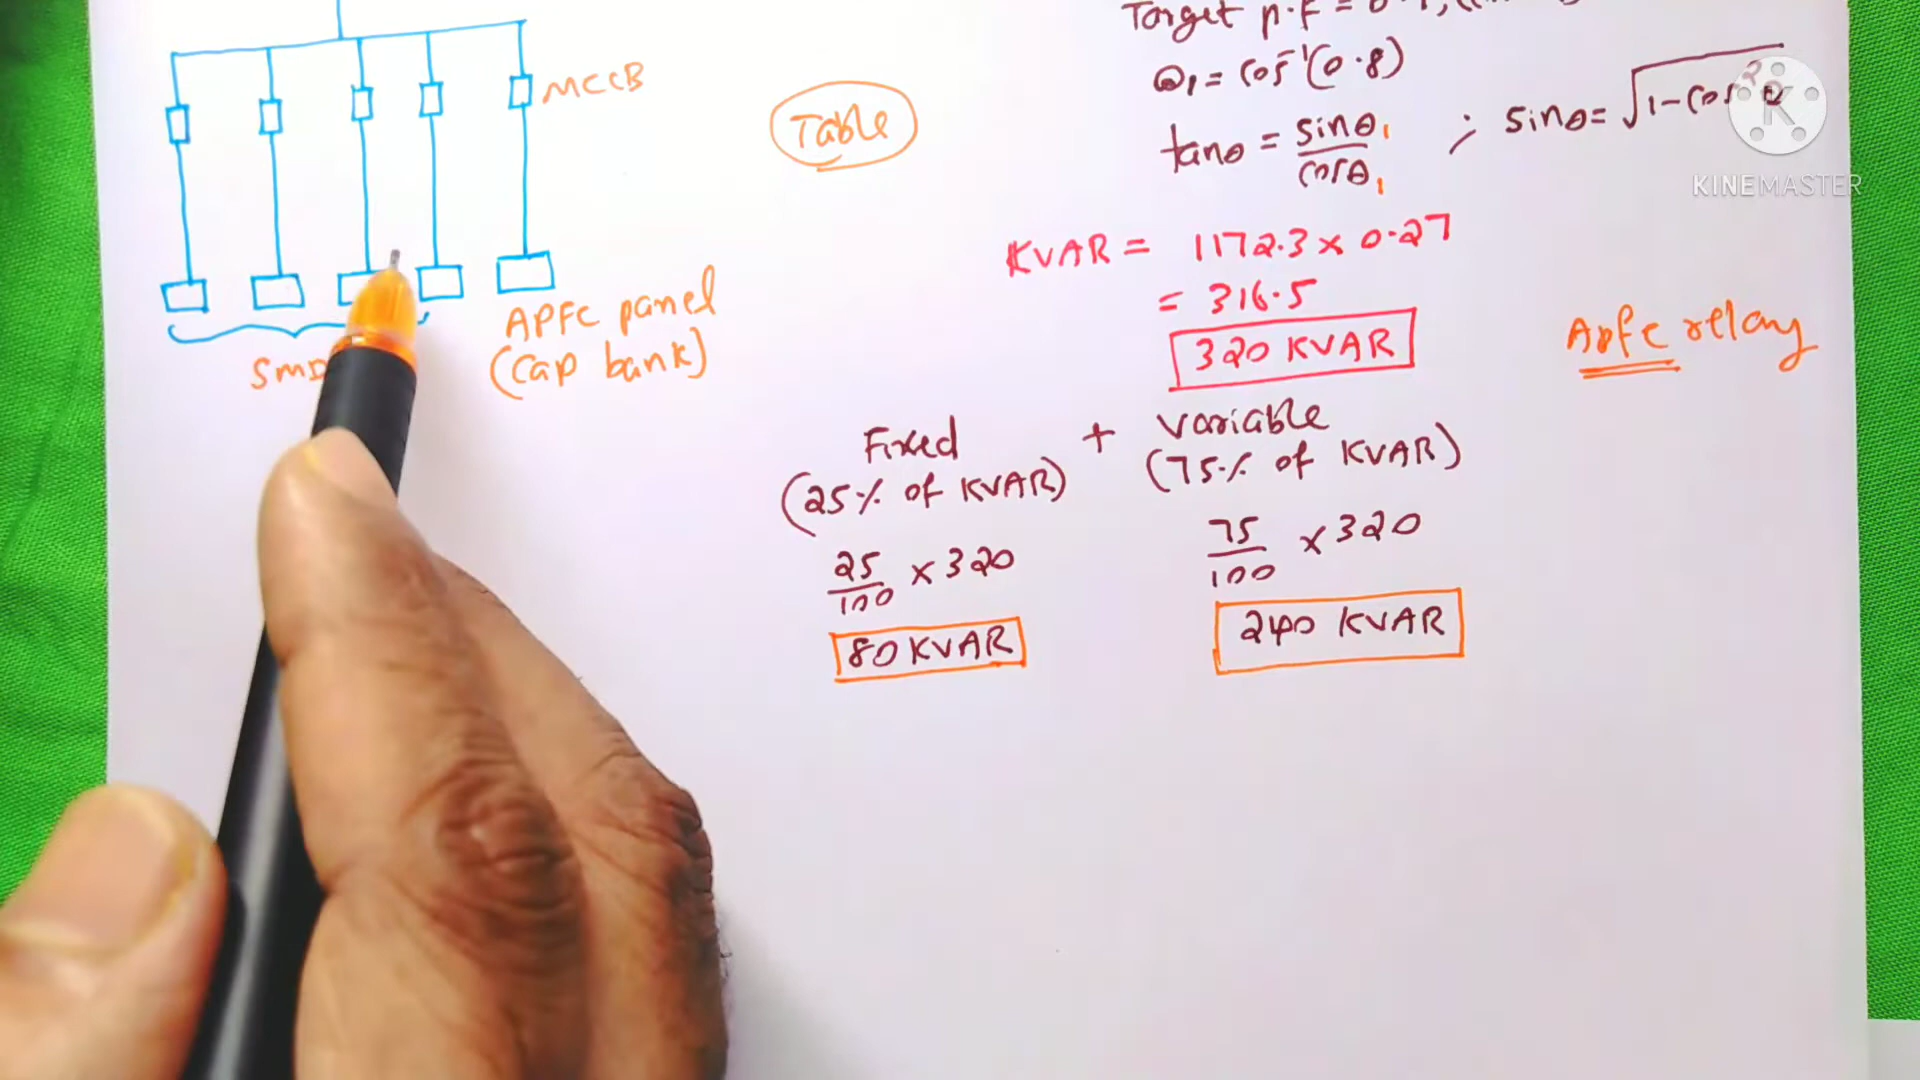 MCCB
APFC panel
(Cap bank)
Table
Target P.F =
θ₁ = Cos⁻¹(0.8)
tanθ = sinθ₁/cosθ₁ ; sinθ = √1-Cos²θ
K
KINEMASTER
KVAR = 1172.3 x 0.27
= 316.5
320 KVAR
APFC relay
Fixed + Variable
(25% of KVAR) (75% of KVAR)
25/100 x 320 75/100 x 320
80 KVAR 240 KVAR